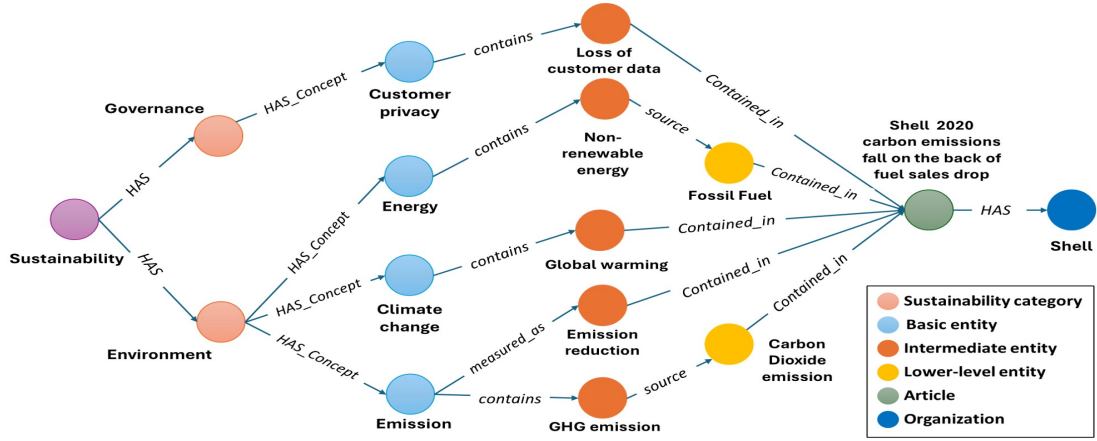 contains
Loss of
customer data
Governance
HAS_Concept
Customer
privacy
Contained_in
contains
Non-
renewable
energy
source
Shell 2020
carbon emissions
fall on the back of
fuel sales drop
HAS
Energy
Fossil Fuel
Contained_in
HAS
Shell
Sustainability
HAS
HAS_Concept
HAS_Concept
Climate
change
contains
Global warming
Contained_in
Environment
HAS_Concept
measured_as
Emission
reduction
Contained_in
Contained_in
Emission
contains
GHG emission
source
Carbon
Dioxide
emission
Sustainability category
Basic entity
Intermediate entity
Lower-level entity
Article
Organization